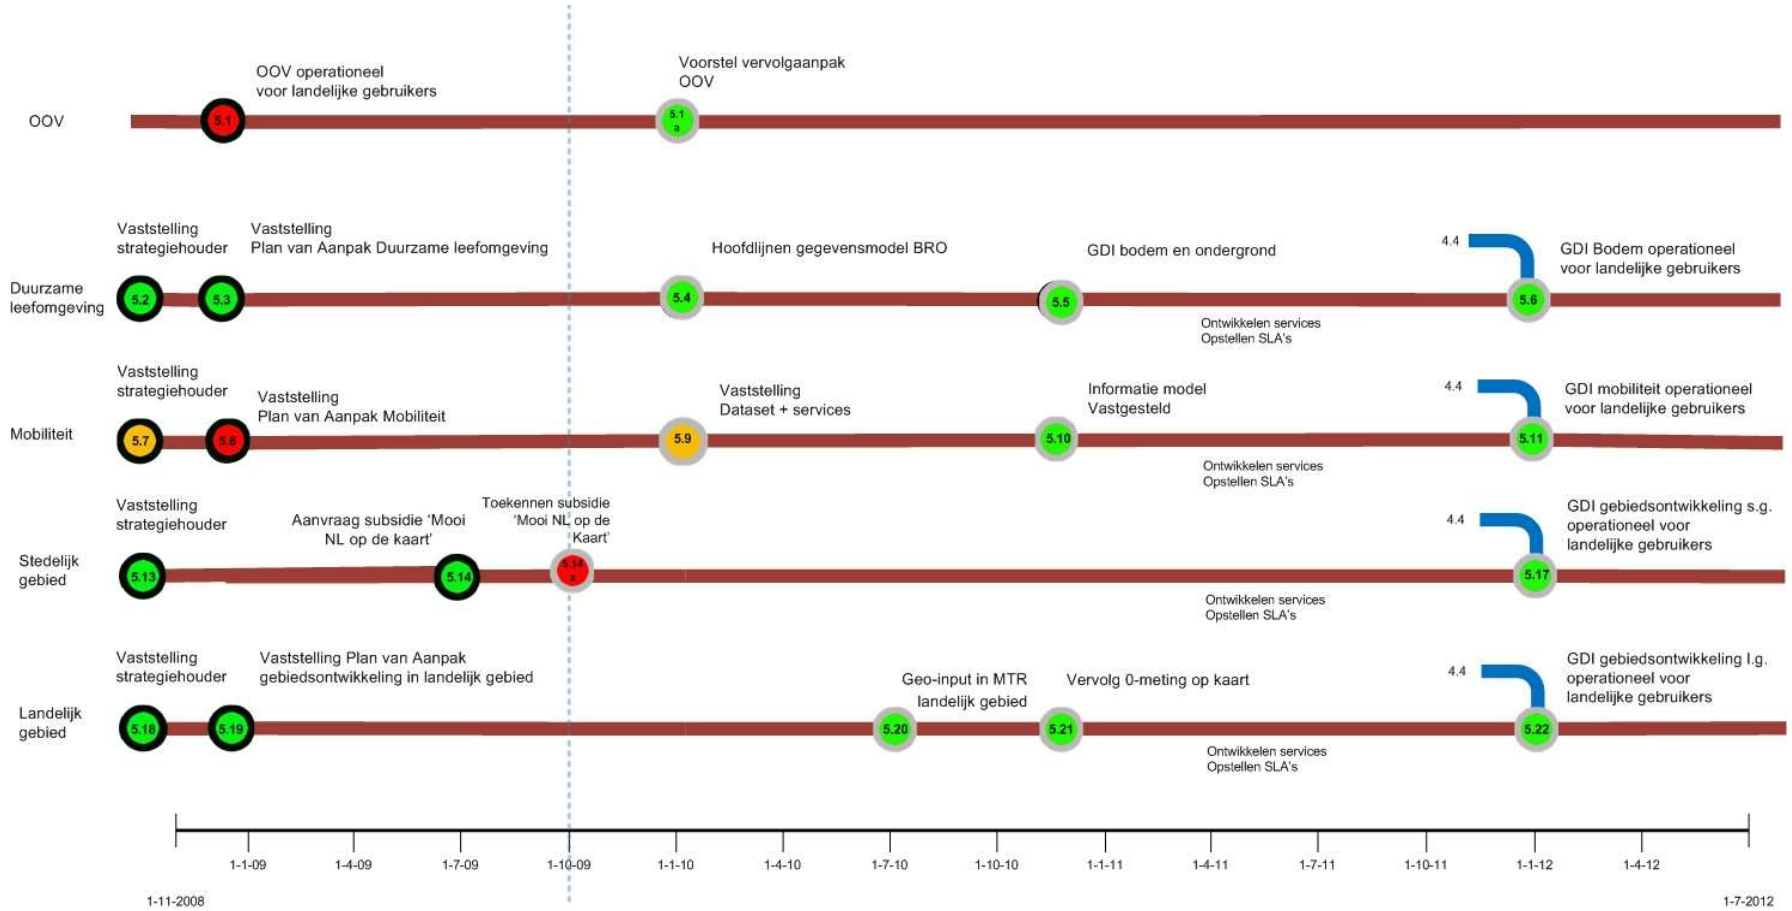 OOV operationeel
voor landelijke gebruikers
Voorstel vervolgaanpak
OOV
OOV
5.1
5.1
a
Vaststelling
strategiehouder
Vaststelling
Plan van Aanpak Duurzame leefomgeving
Hoofdlijnen gegevensmodel BRO
GDI bodem en ondergrond
4.4
GDI Bodem operationeel
voor landelijke gebruikers
Duurzame
leefomgeving
5.2
5.3
5.4
5.5
5.6
Ontwikkelen services
Opstellen SLA's
Vaststelling
strategiehouder
Vaststelling
Plan van Aanpak Mobiliteit
Vaststelling
Dataset + services
Informatie model
Vastgesteld
4.4
GDI mobiliteit operationeel
voor landelijke gebruikers
Mobiliteit
5.7
5.8
5.9
5.10
5.11
Ontwikkelen services
Opstellen SLA's
Vaststelling
strategiehouder
Aanvraag subsidie 'Mooi
NL op de kaart'
Toekennen subsidie
'Mooi NL op de
Kaart'
4.4
GDI gebiedsontwikkeling s.g.
operationeel voor
landelijke gebruikers
Stedelijk
gebied
5.13
5.14
5.14
a
5.17
Ontwikkelen services
Opstellen SLA's
Vaststelling
strategiehouder
Vaststelling Plan van Aanpak
gebiedsontwikkeling in landelijk gebied
Geo-input in MTR
landelijk gebied
Vervolg 0-meting op kaart
4.4
GDI gebiedsontwikkeling l.g.
operationeel voor
landelijke gebruikers
Landelijk
gebied
5.18
5.19
5.20
5.21
5.22
Ontwikkelen services
Opstellen SLA's
1-1-09
1-4-09
1-7-09
1-10-09
1-1-10
1-4-10
1-7-10
1-10-10
1-1-11
1-4-11
1-7-11
1-10-11
1-1-12
1-4-12
1-11-2008
1-7-2012